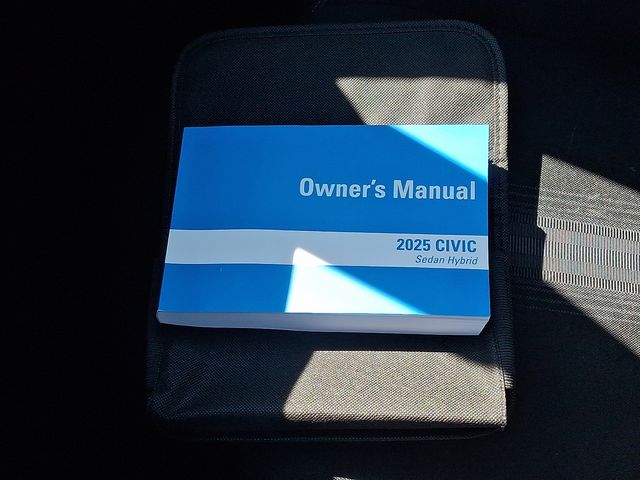 Owner's Manual
2025 CIVIC
Sedan Hybrid